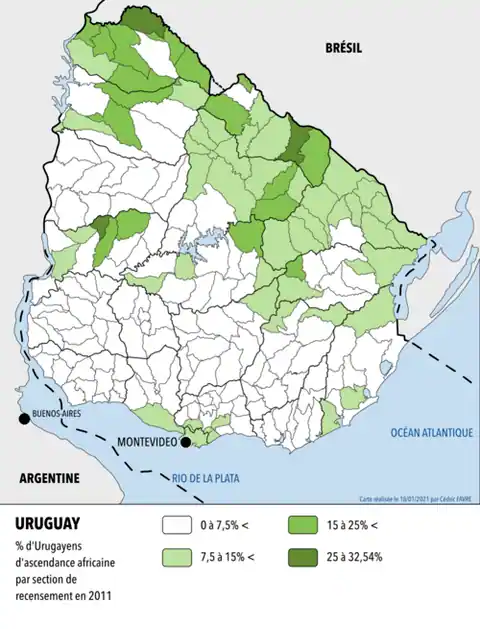 BRÉSIL
BUENOS AIRES
MONTEVIDEO
OCÉAN ATLANTIQUE
ARGENTINE
RIO DE LA PLATA
Carte réalisée le 18/01/2021 par Cédric FAVRE
URUGUAY
% d'Urugayens
d'ascendance africaine
par section de
recensement en 2011
0 à 7,5% <
7,5 à 15% <
15 à 25% <
25 à 32,54%